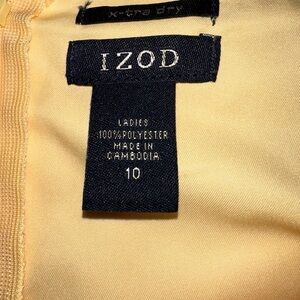 x-tra dry
IZOD
LADIES
100%POLYESTER
MADE IN
CAMBODIA
10